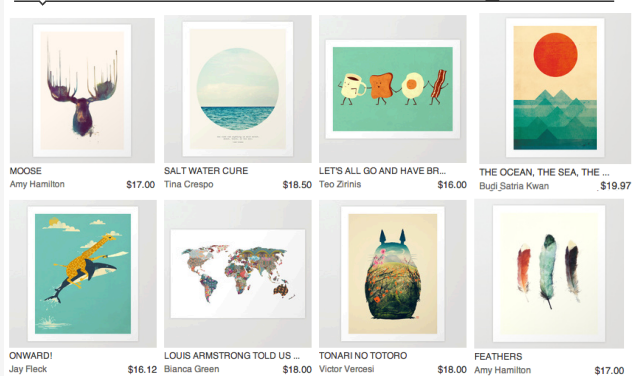 MOOSE
Amy Hamilton $17.00
SALT WATER CURE
Tina Crespo $18.50
LET'S ALL GO AND HAVE BR...
Teo Zirinis $16.00
THE OCEAN, THE SEA, THE ...
Budi Satria Kwan $19.97
ONWARD!
Jay Fleck $16.12
LOUIS ARMSTRONG TOLD US ...
Bianca Green $18.00
TONARI NO TOTORO
Victor Vercesi $18.00
FEATHERS
Amy Hamilton $17.00